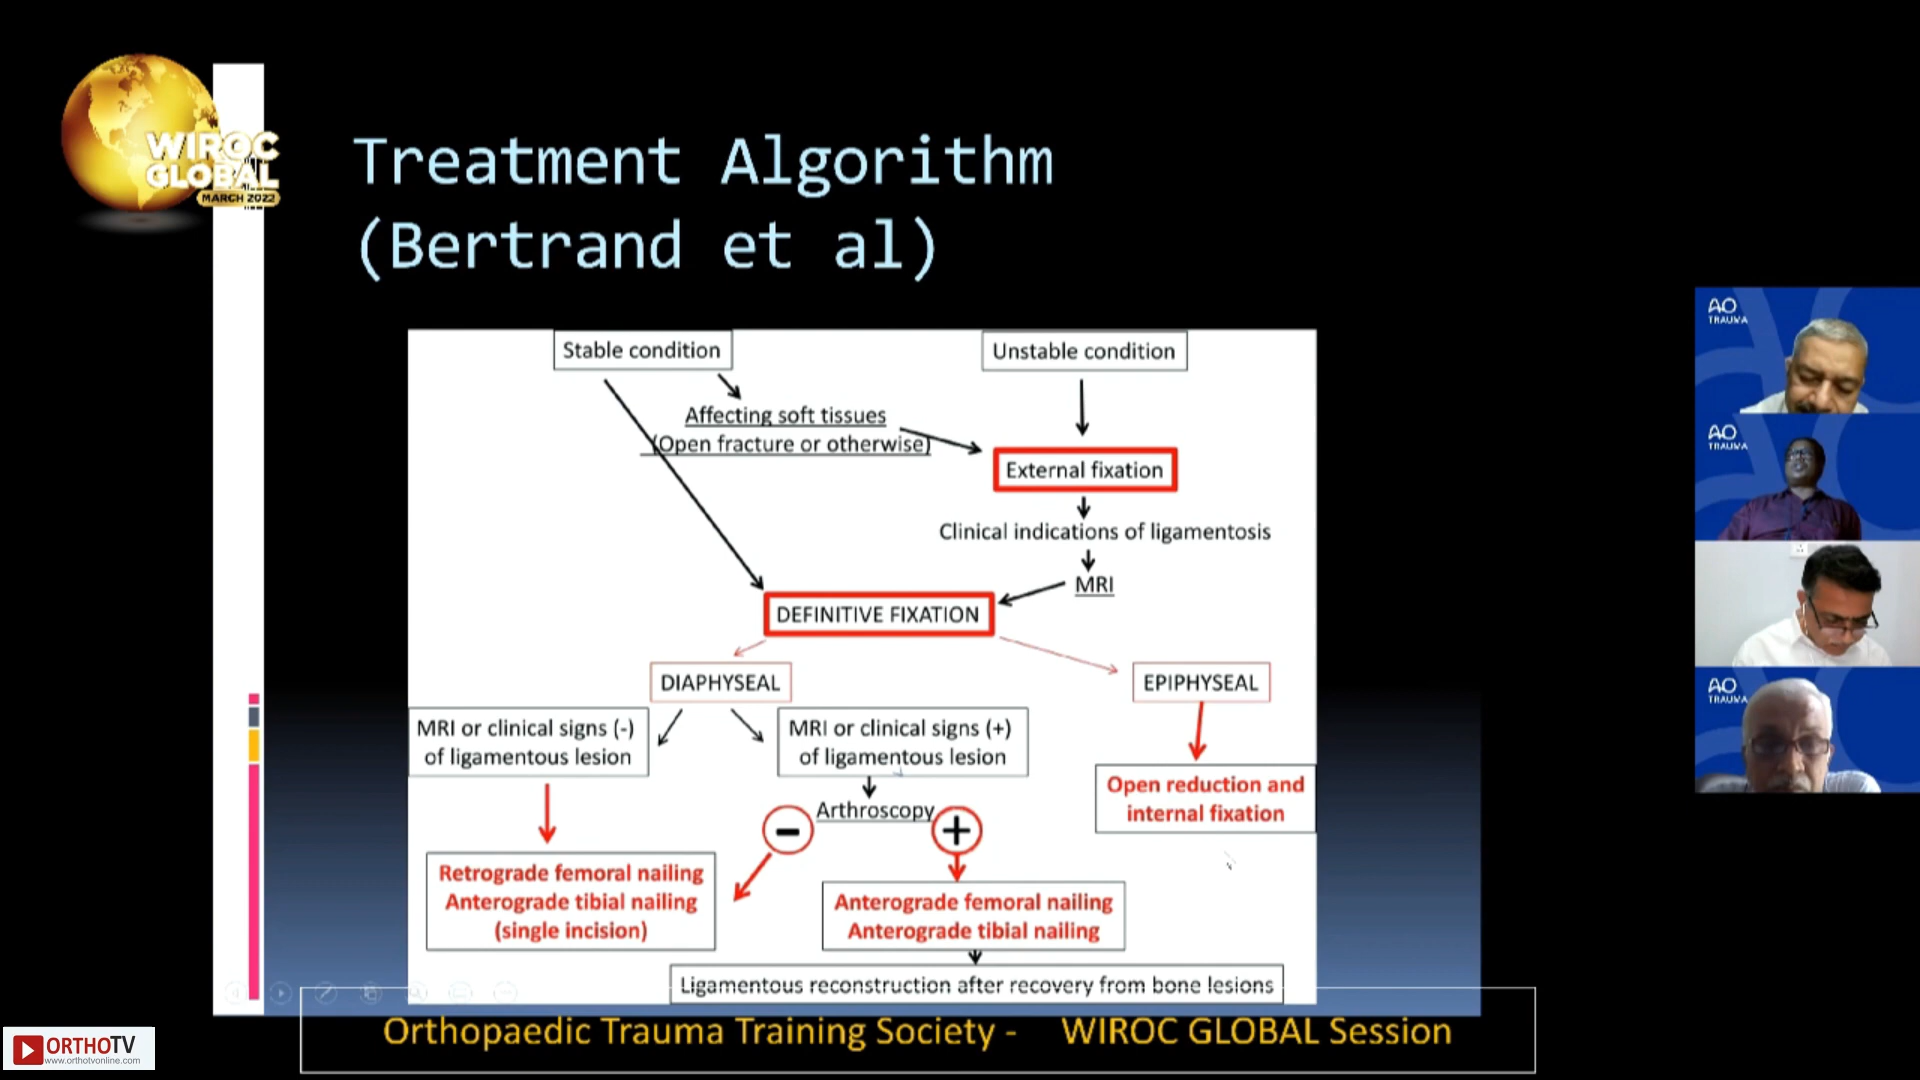 WIROC
GLOBAL
MARCH 2022
Treatment Algorithm
(Bertrand et al)
Stable condition
Unstable condition
Affecting soft tissues
(Open fracture or otherwise)
External fixation
Clinical indications of ligamentosis
MRI
DEFINITIVE FIXATION
DIAPHYSEAL
EPIPHYSEAL
MRI or clinical signs (-)
of ligamentous lesion
MRI or clinical signs (+)
of ligamentous lesion
Arthroscopy
−
+
Open reduction and
internal fixation
Retrograde femoral nailing
Anterograde tibial nailing
(single incision)
Anterograde femoral nailing
Anterograde tibial nailing
Ligamentous reconstruction after recovery from bone lesions
Orthopaedic Trauma Training Society - WIROC GLOBAL Session
ORTHOTV
www.orthotvonline.com
AO
TRAUMA
AO
TRAUMA
AO
TRAUMA